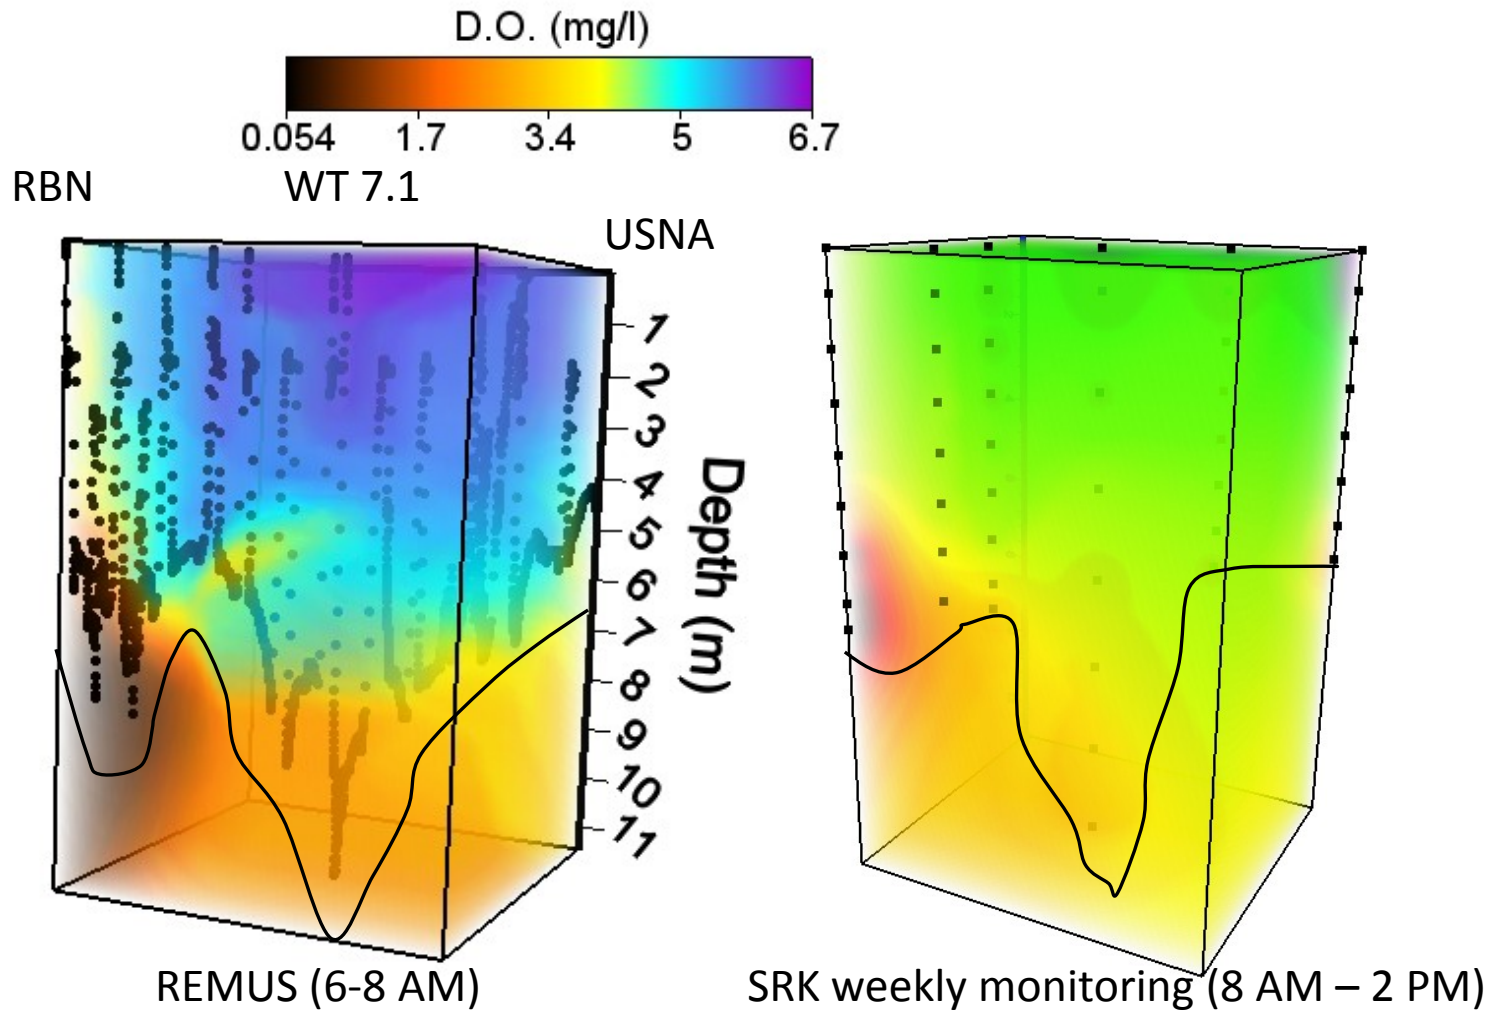 D.O. (mg/l)
0.054 1.7 3.4 5 6.7
RBN WT 7.1
USNA
1
2
3
4
5
6
7
8
9
10
11
Depth (m)
REMUS (6-8 AM)
SRK weekly monitoring (8 AM – 2 PM)